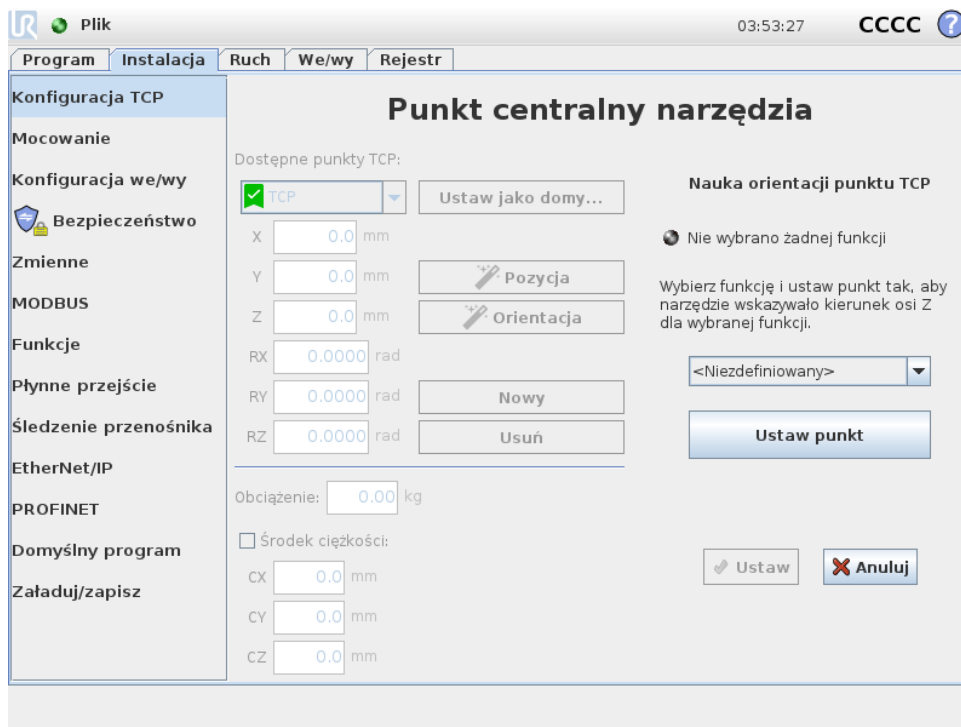 UR Plik 03:53:27 CCCC ?
Program Instalacja Ruch We/wy Rejestr
Konfiguracja TCP
Mocowanie
Konfiguracja we/wy
Bezpieczeństwo
Zmienne
MODBUS
Funkcje
Płynne przejście
Śledzenie przenośnika
EtherNet/IP
PROFINET
Domyślny program
Załaduj/zapisz
Punkt centralny narzędzia
Dostępne punkty TCP:
TCP Ustaw jako domy...
X 0.0 mm
Y 0.0 mm Pozycja
Z 0.0 mm Orientacja
RX 0.0000 rad
RY 0.0000 rad Nowy
RZ 0.0000 rad Usuń
Obciążenie: 0.00 kg
Środek ciężkości:
CX 0.0 mm
CY 0.0 mm
CZ 0.0 mm
Nauka orientacji punktu TCP
Nie wybrano żadnej funkcji
Wybierz funkcję i ustaw punkt tak, aby
narzędzie wskazywało kierunek osi Z
dla wybranej funkcji.
<Niezdefiniowany>
Ustaw punkt
Ustaw Anuluj